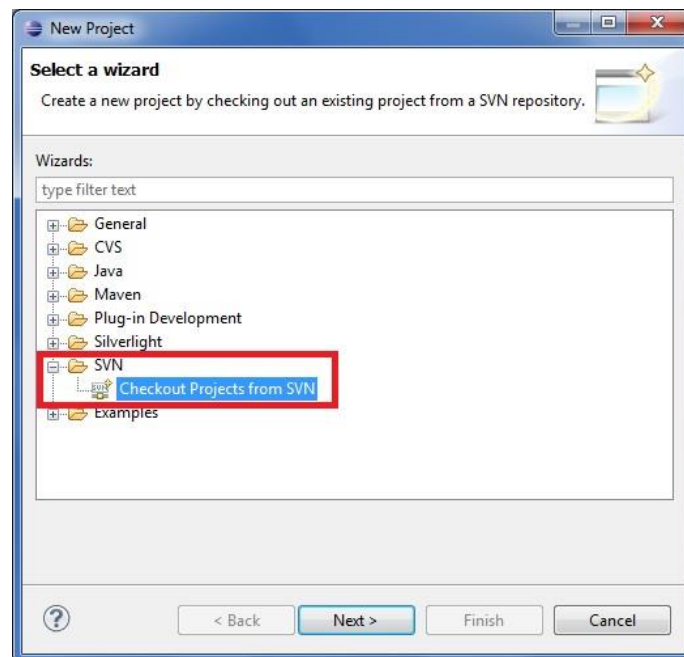 New Project
Select a wizard
Create a new project by checking out an existing project from a SVN repository.
Wizards:
type filter text
General
CVS
Java
Maven
Plug-in Development
Silverlight
SVN
Checkout Projects from SVN
Examples
< Back Next > Finish Cancel